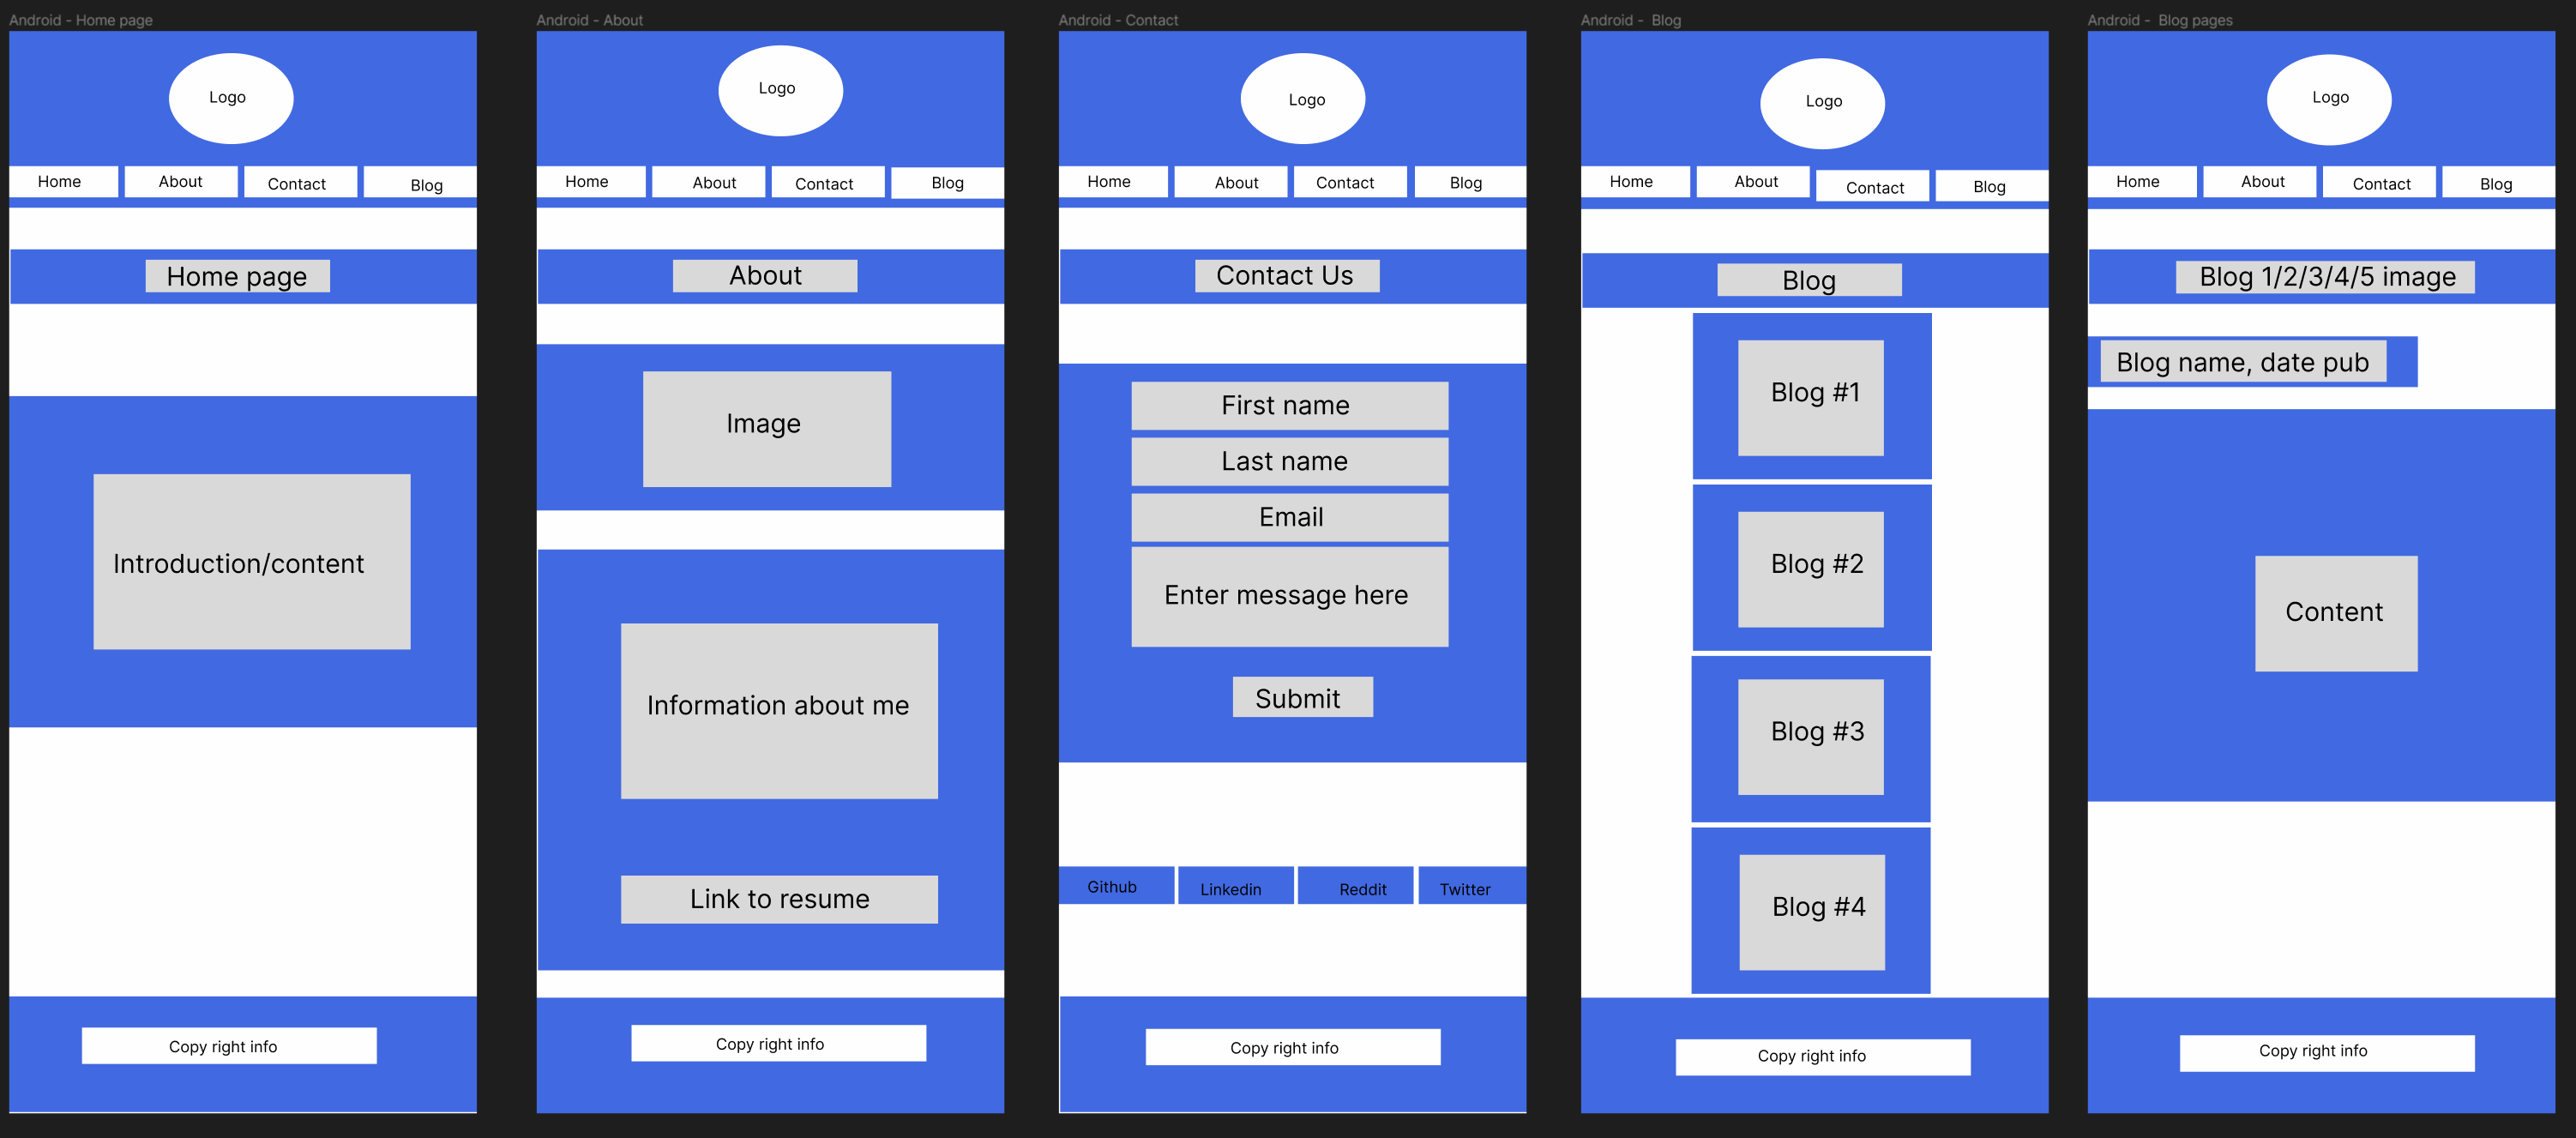 Android - Home page
Logo
Home
About
Contact
Blog
Home page
Introduction/content
Copy right info
Android - About
Logo
Home
About
Contact
Blog
About
Image
Information about me
Link to resume
Copy right info
Android - Contact
Logo
Home
About
Contact
Blog
Contact Us
First name
Last name
Email
Enter message here
Submit
Github
Linkedin
Reddit
Twitter
Copy right info
Android - Blog
Logo
Home
About
Contact
Blog
Blog
Blog #1
Blog #2
Blog #3
Blog #4
Copy right info
Android - Blog pages
Logo
Home
About
Contact
Blog
Blog 1/2/3/4/5 image
Blog name, date pub
Content
Copy right info